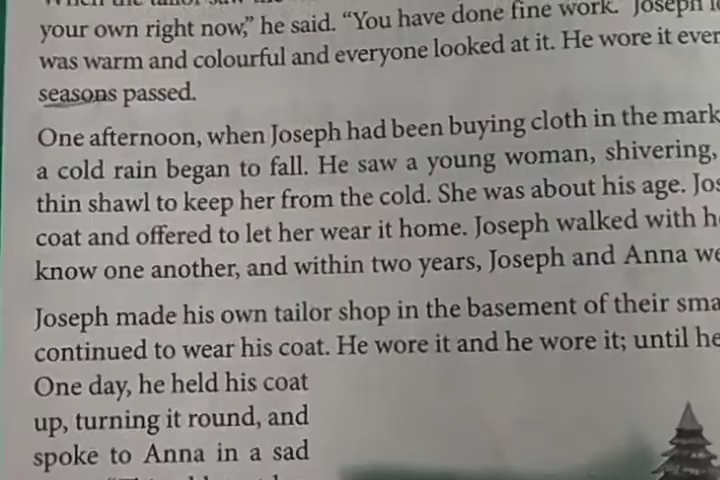 your own right now," he said. "You have done fine work." Joseph
was warm and colourful and everyone looked at it. He wore it
seasons passed.
One afternoon, when Joseph had been buying cloth in the
a cold rain began to fall. He saw a young woman, shivering,
thin shawl to keep her from the cold. She was about his age.
coat and offered to let her wear it home. Joseph walked with
know one another, and within two years, Joseph and Anna
Joseph made his own tailor shop in the basement of their
continued to wear his coat. He wore it and he wore it; until he
One day, he held his coat
up, turning it round, and
spoke to Anna in a sad